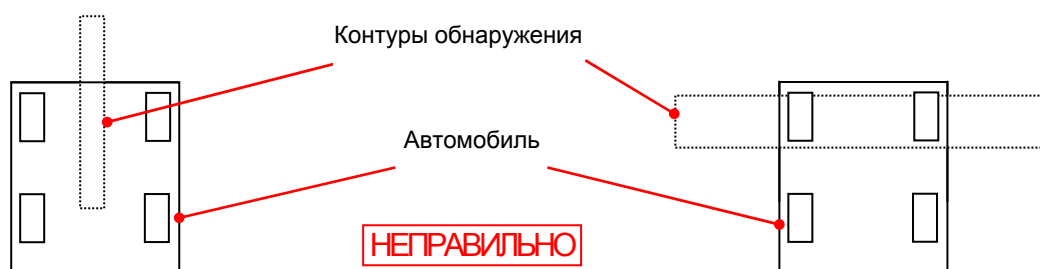 Контуры обнаружения
Автомобиль
НЕПРАВИЛЬНО